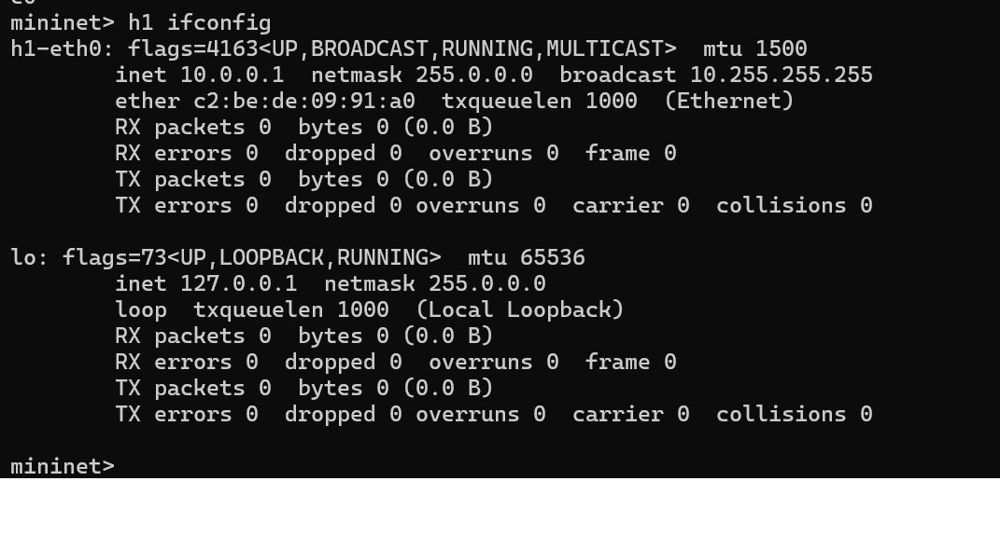 mininet> h1 ifconfig
h1-eth0: flags=4163<UP,BROADCAST,RUNNING,MULTICAST>  mtu 1500
        inet 10.0.0.1  netmask 255.0.0.0  broadcast 10.255.255.255
        ether c2:be:de:09:91:a0  txqueuelen 1000  (Ethernet)
        RX packets 0  bytes 0 (0.0 B)
        RX errors 0  dropped 0  overruns 0  frame 0
        TX packets 0  bytes 0 (0.0 B)
        TX errors 0  dropped 0 overruns 0  carrier 0  collisions 0

lo: flags=73<UP,LOOPBACK,RUNNING>  mtu 65536
        inet 127.0.0.1  netmask 255.0.0.0
        loop  txqueuelen 1000  (Local Loopback)
        RX packets 0  bytes 0 (0.0 B)
        RX errors 0  dropped 0  overruns 0  frame 0
        TX packets 0  bytes 0 (0.0 B)
        TX errors 0  dropped 0 overruns 0  carrier 0  collisions 0

mininet>